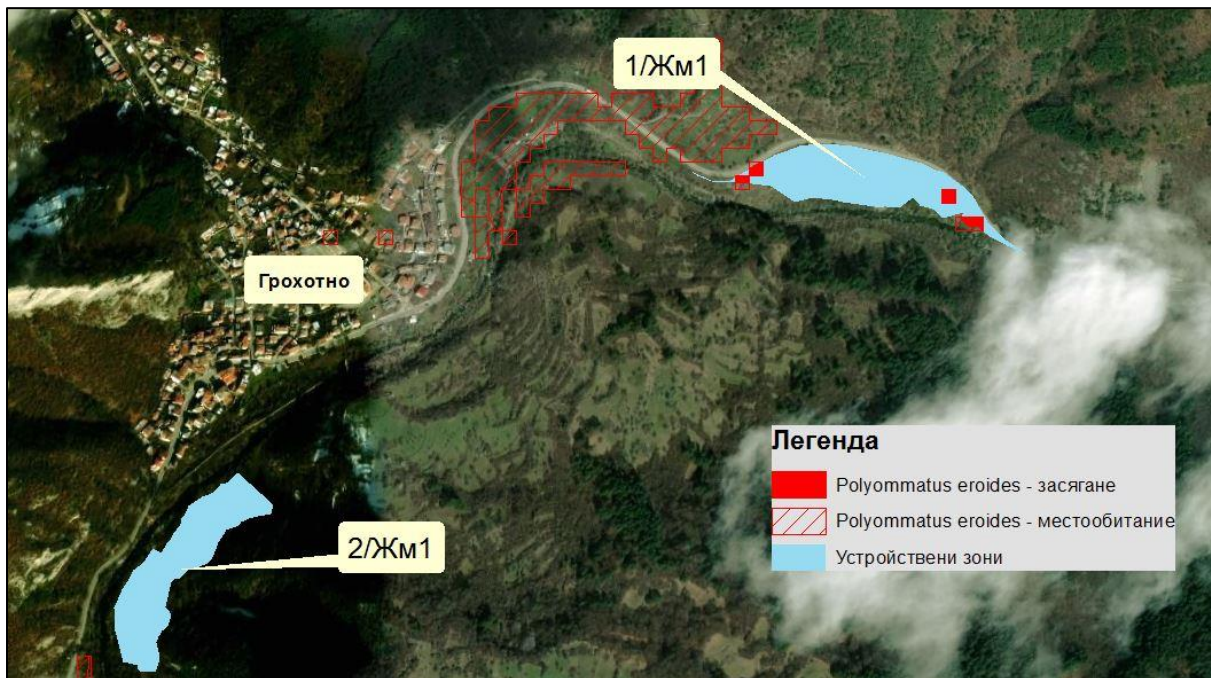 1/Жм1
Грохотно
2/Жм1
Легенда
Polyommatus eroides - засягане
Polyommatus eroides - местообитание
Устройствени зони